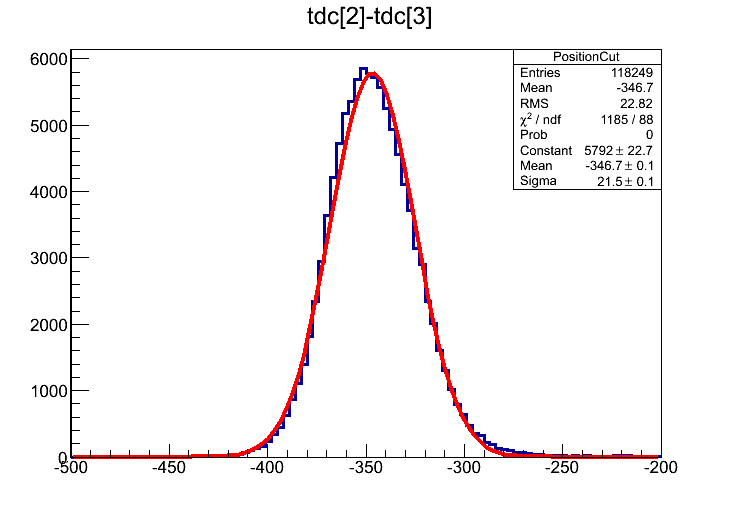 tdc[2]-tdc[3]
PositionCut
Entries 118249
Mean -346.7
RMS 22.82
χ² / ndf 1185 / 88
Prob 0
Constant 5792 ± 22.7
Mean -346.7 ± 0.1
Sigma 21.5 ± 0.1
6000
5000
4000
3000
2000
1000
0
-500 -450 -400 -350 -300 -250 -200